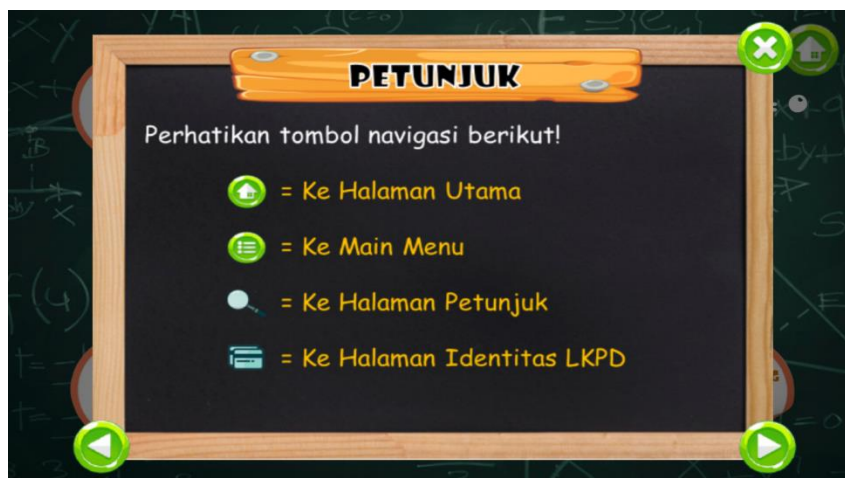 PETUNJUK
Perhatikan tombol navigasi berikut!
= Ke Halaman Utama
= Ke Main Menu
= Ke Halaman Petunjuk
= Ke Halaman Identitas LKPD